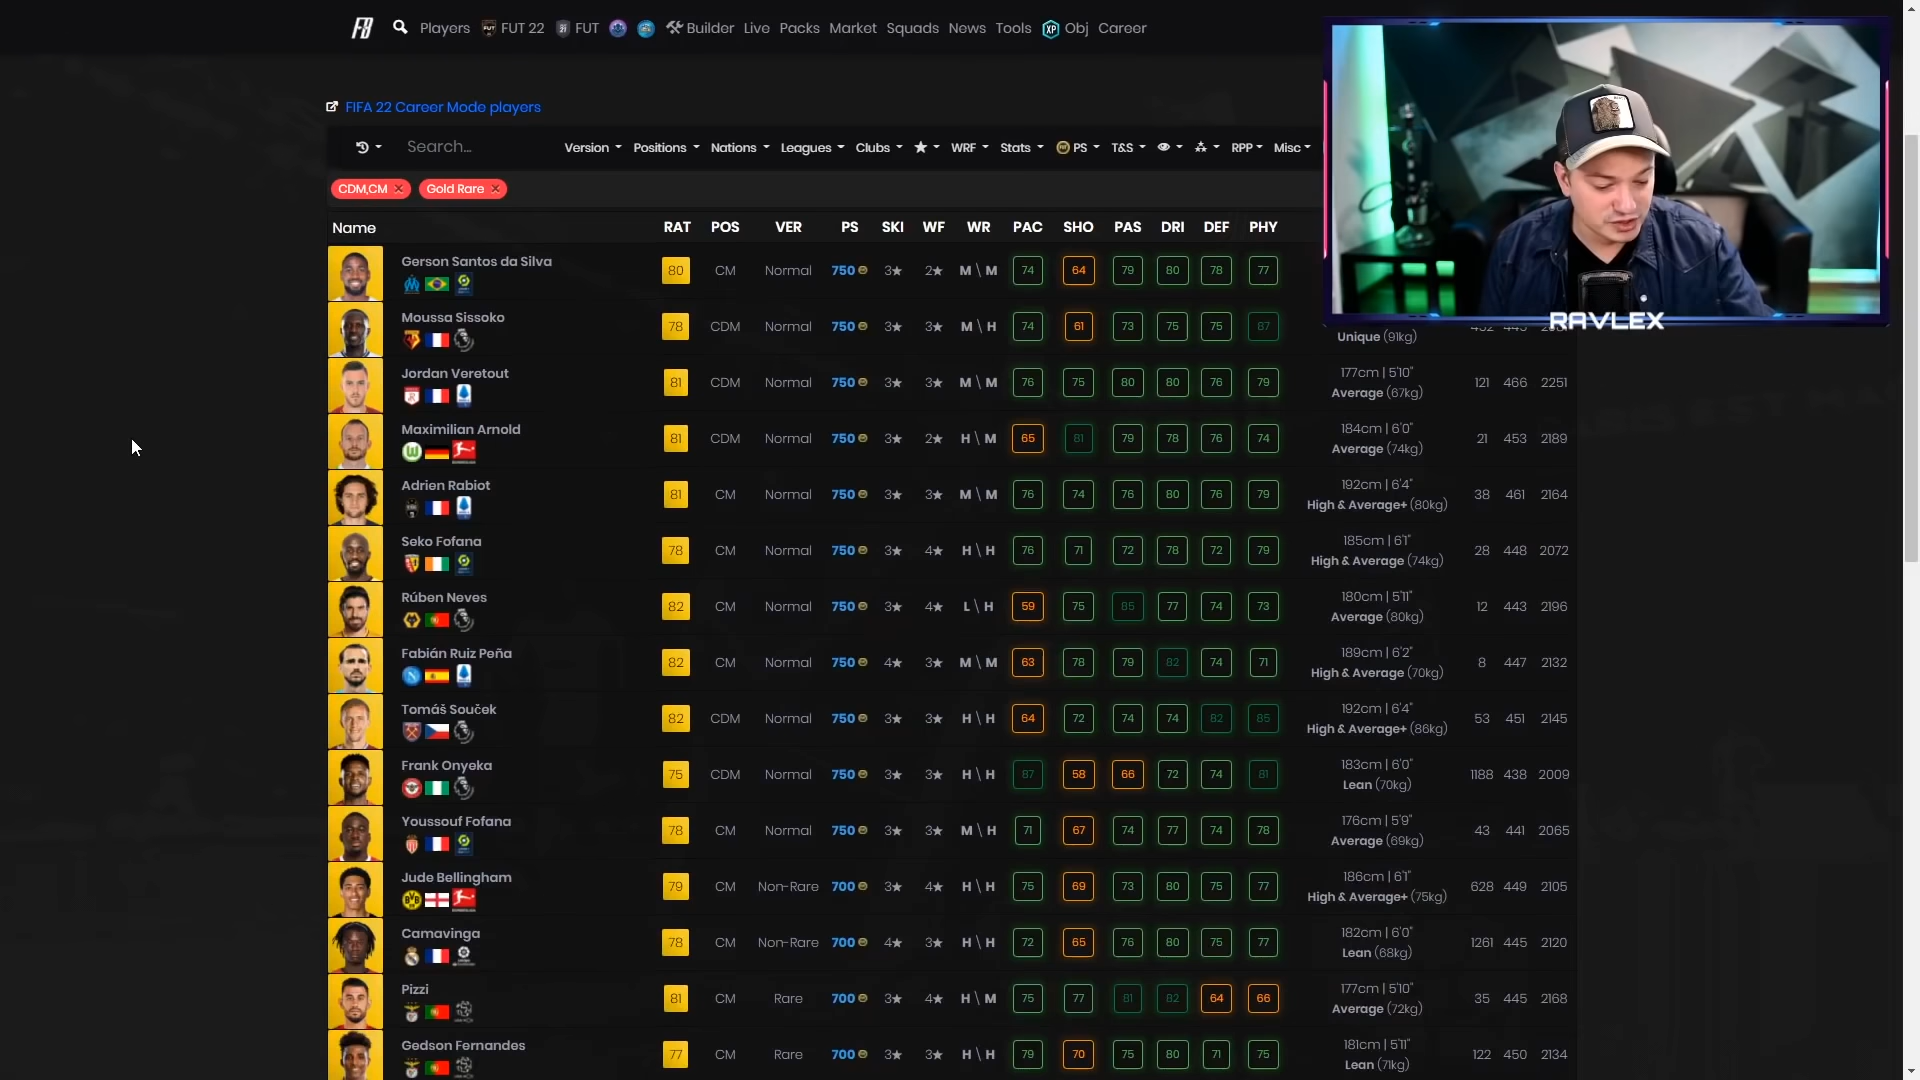 FB Players FUT 22 FUT Builder Live Packs Market Squads News Tools XP Obj Career
FIFA 22 Career Mode players
Search... Version Positions Nations Leagues Clubs WRF Stats PS T&S RPP Misc
CDM,CM × Gold Rare ×
Name RAT POS VER PS SKI WF WR PAC SHO PAS DRI DEF PHY
Gerson Santos da Silva 80 CM Normal 750 3★ 2★ M \ M 74 64 79 80 78 77
Moussa Sissoko 78 CDM Normal 750 3★ 3★ M \ H 74 61 73 75 75 87 Unique (91kg)
RAVLEX
Jordan Veretout 81 CDM Normal 750 3★ 3★ M \ M 76 75 80 80 76 79 177cm | 5'10" 121 466 2251
Average (67kg)
Maximilian Arnold 81 CDM Normal 750 3★ 2★ H \ M 65 81 79 78 76 74 184cm | 6'0" 21 453 2189
Average (74kg)
Adrien Rabiot 81 CM Normal 750 3★ 3★ M \ M 76 74 76 80 76 79 192cm | 6'4" 38 461 2164
High & Average+ (80kg)
Seko Fofana 78 CM Normal 750 3★ 4★ H \ H 76 71 72 78 72 79 185cm | 6'1" 28 448 2072
High & Average (74kg)
Rúben Neves 82 CM Normal 750 3★ 4★ L \ H 59 75 85 77 74 73 180cm | 5'11" 12 443 2196
Average (80kg)
Fabián Ruiz Peña 82 CM Normal 750 4★ 3★ M \ M 63 78 79 82 74 71 189cm | 6'2" 8 447 2132
High & Average (70kg)
Tomáš Souček 82 CDM Normal 750 3★ 3★ H \ H 64 72 74 74 82 85 192cm | 6'4" 53 451 2145
High & Average+ (86kg)
Frank Onyeka 75 CDM Normal 750 3★ 3★ H \ H 87 58 66 72 74 81 183cm | 6'0" 1188 438 2009
Lean (70kg)
Youssouf Fofana 78 CM Normal 750 3★ 3★ M \ H 71 67 74 77 74 78 176cm | 5'9" 43 441 2065
Average (69kg)
Jude Bellingham 79 CM Non-Rare 700 3★ 4★ H \ H 75 69 73 80 75 77 186cm | 6'1" 628 449 2105
High & Average+ (75kg)
Camavinga 78 CM Non-Rare 700 4★ 3★ H \ H 72 65 76 80 75 77 182cm | 6'0" 1261 445 2120
Lean (68kg)
Pizzi 81 CM Rare 700 3★ 4★ H \ M 75 77 81 82 64 66 177cm | 5'10" 35 445 2168
Average (72kg)
Gedson Fernandes 77 CM Rare 700 3★ 3★ H \ H 79 70 75 80 71 75 181cm | 5'11" 122 450 2134
Lean (71kg)